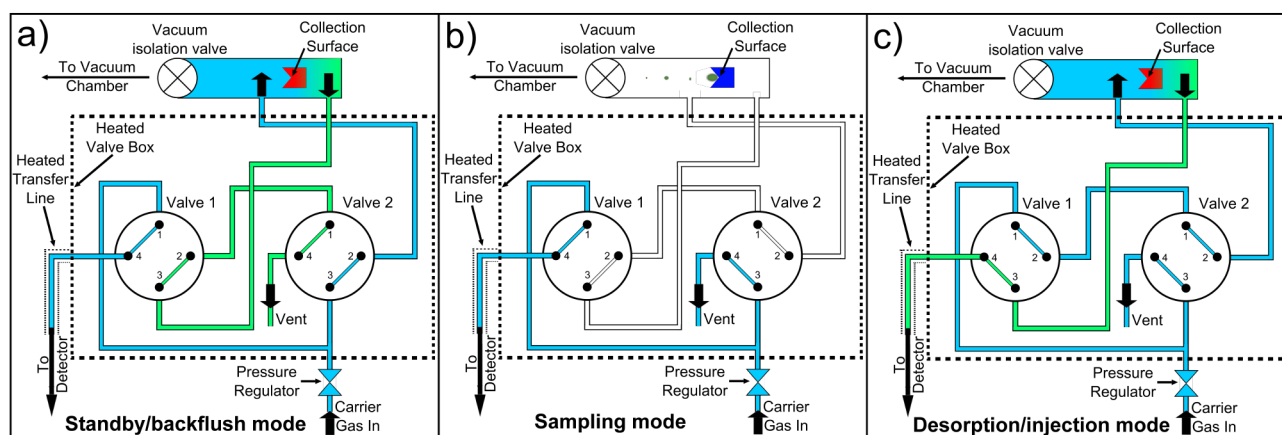 a)
Vacuum
isolation valve
Collection
Surface
To Vacuum
Chamber
Heated
Valve Box
Heated
Transfer
Line
Valve 1
Valve 2
1
2
3
4
1
2
3
4
Vent
To
Detector
Pressure
Regulator
Carrier
Gas In
Standby/backflush mode
b)
Vacuum
isolation valve
Collection
Surface
To Vacuum
Chamber
Heated
Valve Box
Heated
Transfer
Line
Valve 1
Valve 2
1
2
3
4
1
2
3
4
Vent
To
Detector
Pressure
Regulator
Carrier
Gas In
Sampling mode
c)
Vacuum
isolation valve
Collection
Surface
To Vacuum
Chamber
Heated
Valve Box
Heated
Transfer
Line
Valve 1
Valve 2
1
2
3
4
1
2
3
4
Vent
To
Detector
Pressure
Regulator
Carrier
Gas In
Desorption/injection mode